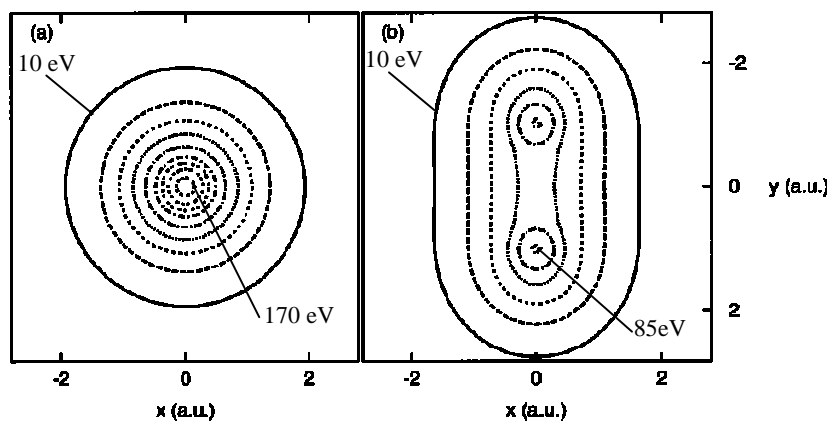 (a)
10 eV
170 eV
-2 0 2
x (a.u.)
(b)
10 eV
85eV
-2 0 2
x (a.u.)
-2
0
2
y (a.u.)